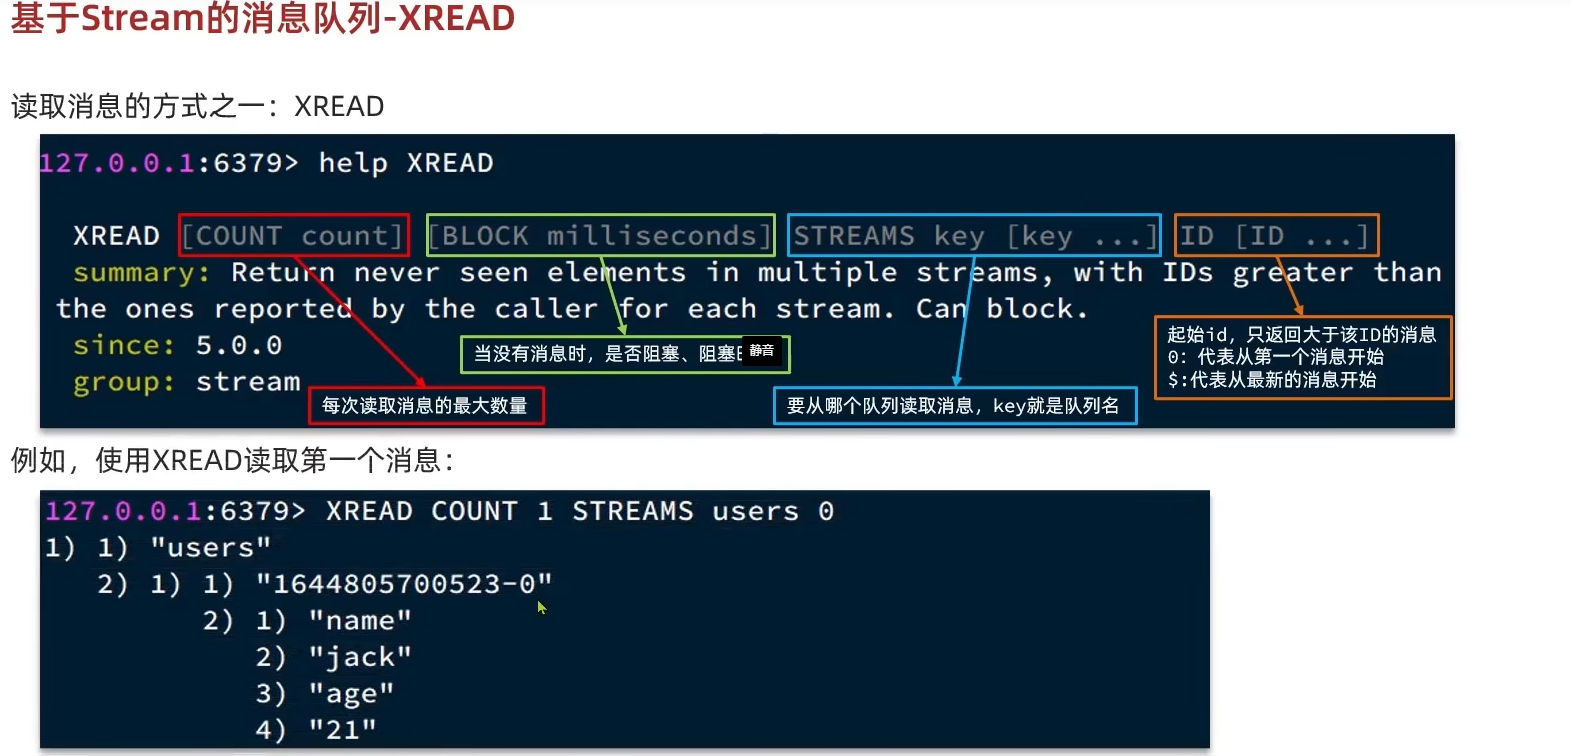 基于Stream的消息队列-XREAD
读取消息的方式之一：XREAD
127.0.0.1:6379> help XREAD
XREAD [COUNT count] [BLOCK milliseconds] STREAMS key [key ...] ID [ID ...]
summary: Return never seen elements in multiple streams, with IDs greater than
the ones reported by the caller for each stream. Can block.
since: 5.0.0
group: stream
每次读取消息的最大数量
当没有消息时，是否阻塞、阻塞
静音
要从哪个队列读取消息，key就是队列名
起始id，只返回大于该ID的消息
0：代表从第一个消息开始
$:代表从最新的消息开始
例如，使用XREAD读取第一个消息：
127.0.0.1:6379> XREAD COUNT 1 STREAMS users 0
1) 1) "users"
2) 1) 1) "1644805700523-0"
2) 1) "name"
2) "jack"
3) "age"
4) "21"